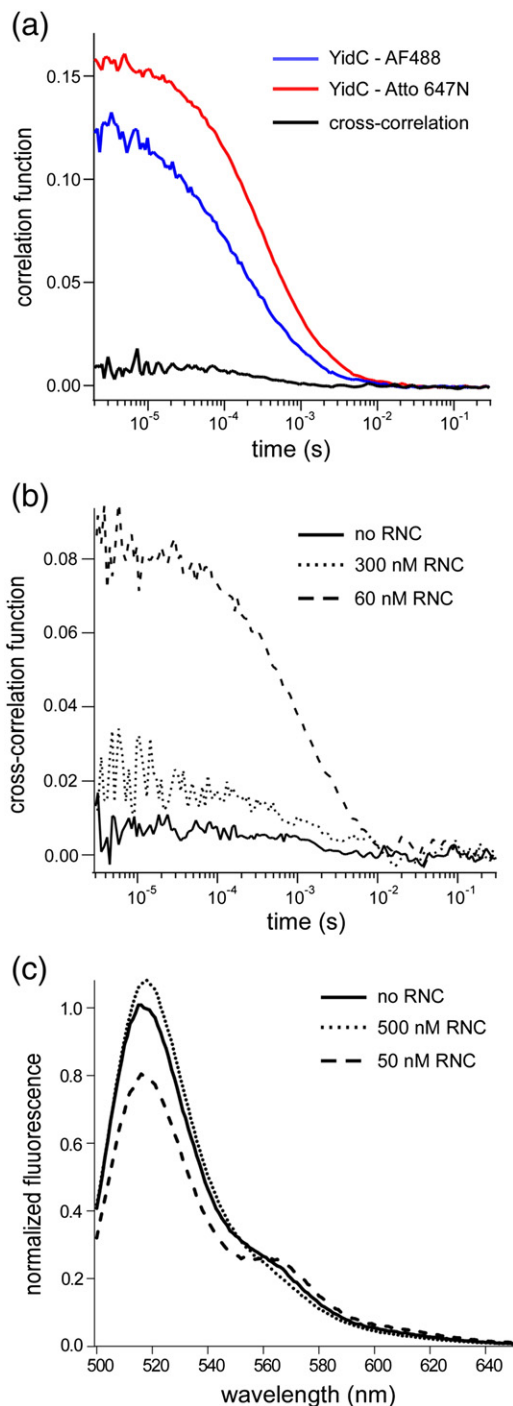 (a)
YidC - AF488
YidC - Atto 647N
cross-correlation
correlation function
0.15
0.10
0.05
0.00
10-5 10-4 10-3 10-2 10-1
time (s)
(b)
no RNC
300 nM RNC
60 nM RNC
cross-correlation function
0.08
0.06
0.04
0.02
0.00
10-5 10-4 10-3 10-2 10-1
time (s)
(c)
no RNC
500 nM RNC
50 nM RNC
normalized fluuorescence
1.0
0.8
0.6
0.4
0.2
0.0
500 520 540 560 580 600 620 640
wavelength (nm)